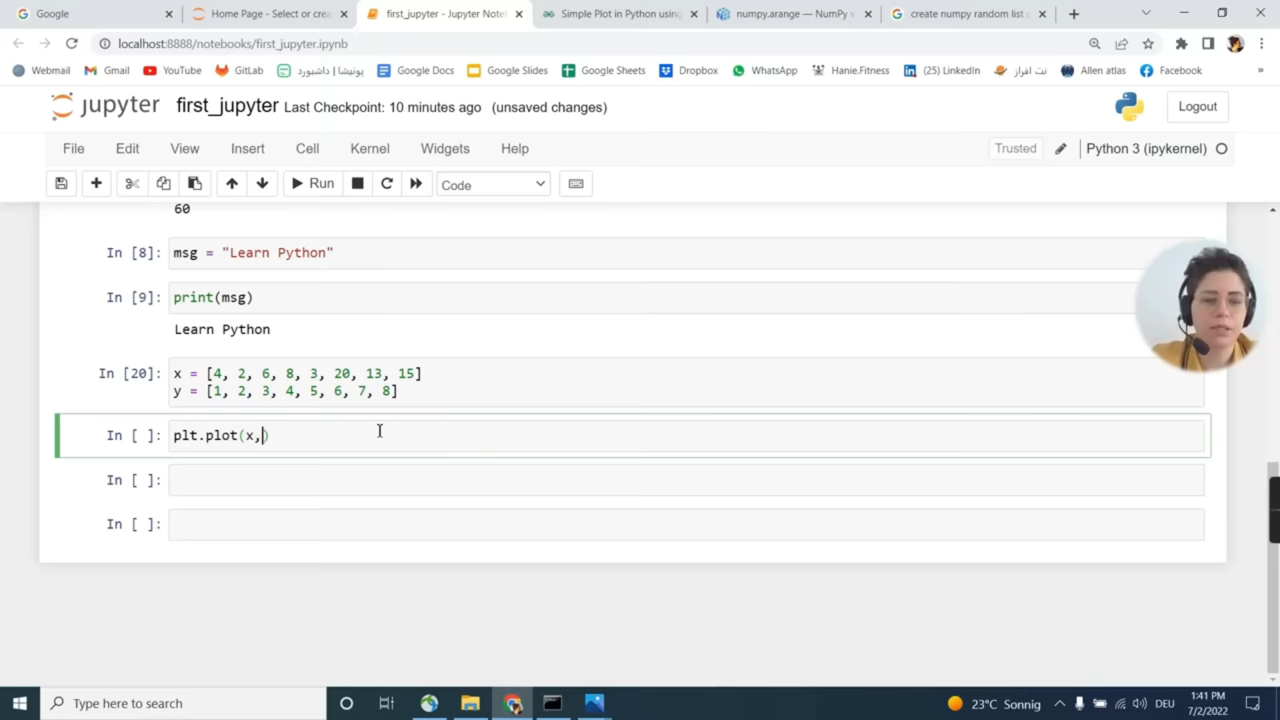 Google
Home Page - Select or crea
first_jupyter - Jupyter Note
Simple Plot in Python using
numpy.arange — NumPy v
create numpy random list
localhost:8888/notebooks/first_jupyter.ipynb
Webmail
Gmail
YouTube
GitLab
پونیشا | داشبورد
Google Docs
Google Slides
Google Sheets
Dropbox
WhatsApp
Hanie.Fitness
(25) LinkedIn
نت افراز
Allen atlas
Facebook
»
jupyter first_jupyter Last Checkpoint: 10 minutes ago (unsaved changes)
Logout
File Edit View Insert Cell Kernel Widgets Help
Trusted
Python 3 (ipykernel)
Run
Code
60
In [8]: msg = "Learn Python"
In [9]: print(msg)
Learn Python
In [20]: x = [4, 2, 6, 8, 3, 20, 13, 15]
y = [1, 2, 3, 4, 5, 6, 7, 8]
In [ ]: plt.plot(x,)
In [ ]:
In [ ]:
Type here to search
23°C Sonnig
DEU
1:41 PM
7/2/2022